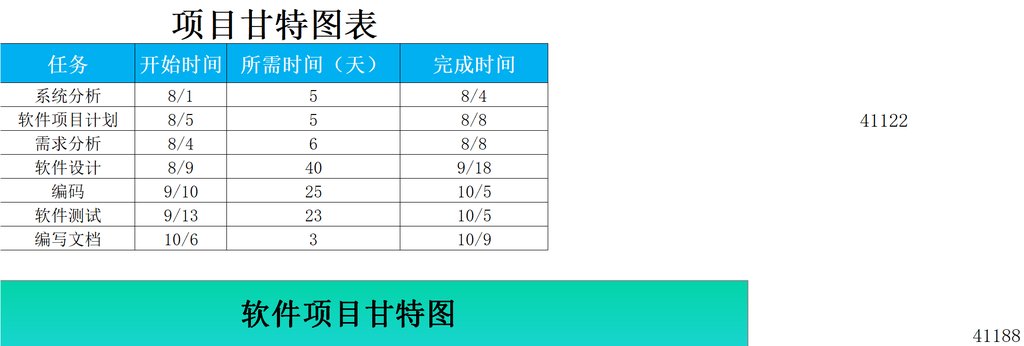 项目甘特图表
任务 开始时间 所需时间（天） 完成时间
系统分析 8/1 5 8/4
软件项目计划 8/5 5 8/8
41122
需求分析 8/4 6 8/8
软件设计 8/9 40 9/18
编码 9/10 25 10/5
软件测试 9/13 23 10/5
编写文档 10/6 3 10/9
软件项目甘特图
41188